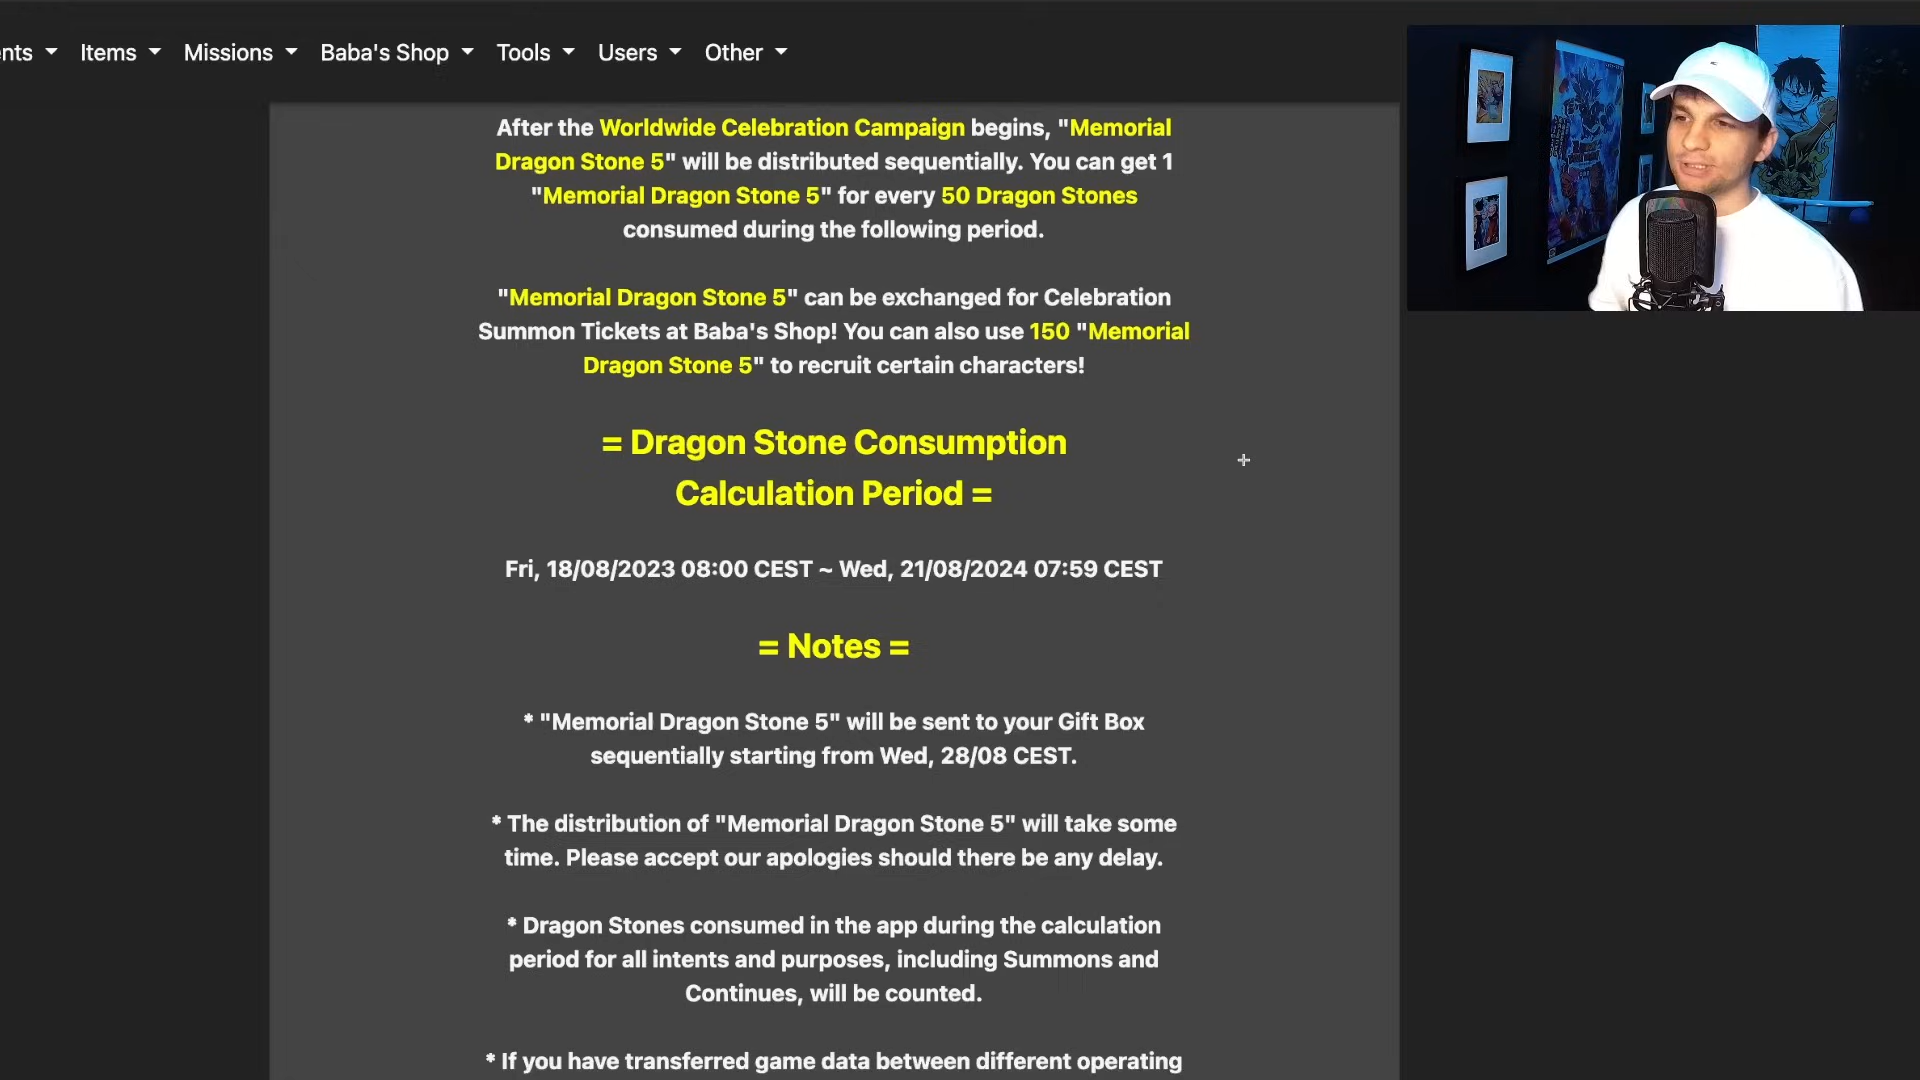 Items Missions Baba's Shop Tools Users Other
After the Worldwide Celebration Campaign begins, "Memorial
Dragon Stone 5" will be distributed sequentially. You can get 1
"Memorial Dragon Stone 5" for every 50 Dragon Stones
consumed during the following period.
"Memorial Dragon Stone 5" can be exchanged for Celebration
Summon Tickets at Baba's Shop! You can also use 150 "Memorial
Dragon Stone 5" to recruit certain characters!
= Dragon Stone Consumption
Calculation Period =
Fri, 18/08/2023 08:00 CEST ~ Wed, 21/08/2024 07:59 CEST
= Notes =
* "Memorial Dragon Stone 5" will be sent to your Gift Box
sequentially starting from Wed, 28/08 CEST.
* The distribution of "Memorial Dragon Stone 5" will take some
time. Please accept our apologies should there be any delay.
* Dragon Stones consumed in the app during the calculation
period for all intents and purposes, including Summons and
Continues, will be counted.
* If you have transferred game data between different operating